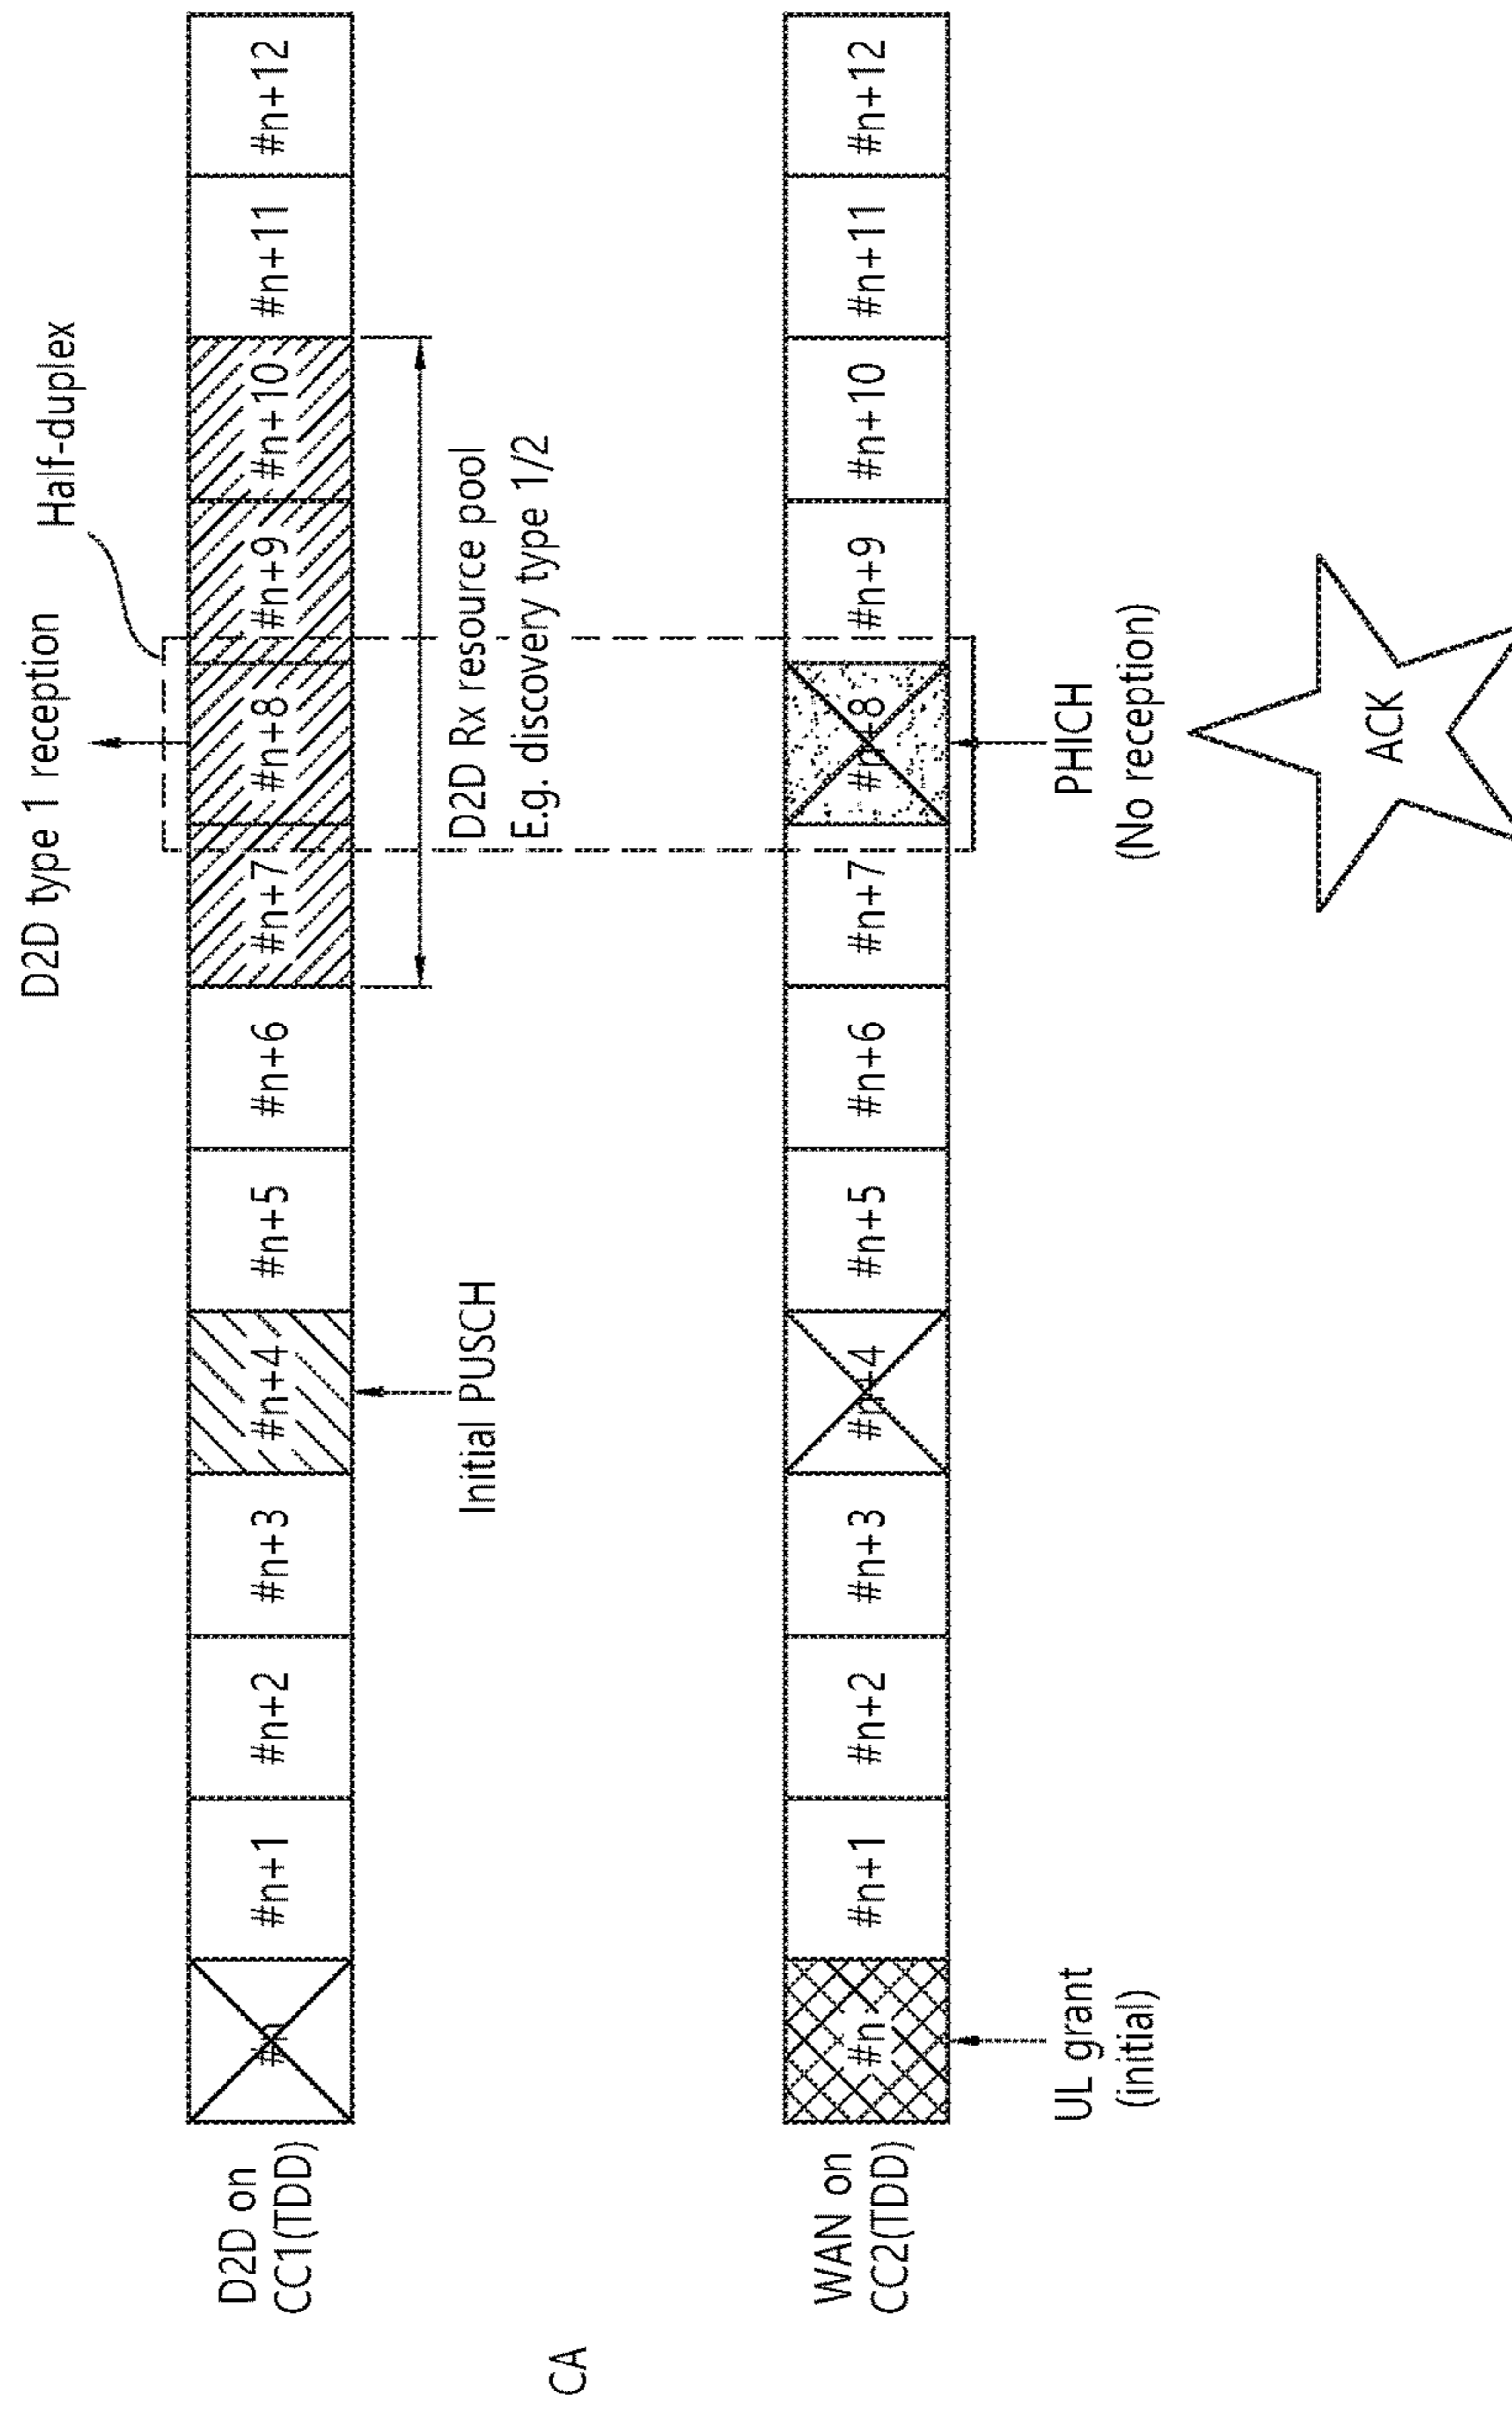 D2D type 1 reception
Half-duplex
D2D on
CC1(TDD)
#n
#n+1
#n+2
#n+3
#n+4
#n+5
#n+6
#n+7
#n+8
#n+9
#n+10
#n+11
#n+12
Initial PUSCH
D2D Rx resource pool
E.g. discovery type 1/2
CA
WAN on
CC2(TDD)
#n
#n+1
#n+2
#n+3
#n+4
#n+5
#n+6
#n+7
#n+8
#n+9
#n+10
#n+11
#n+12
UL grant
(initial)
PHICH
(No reception)
ACK